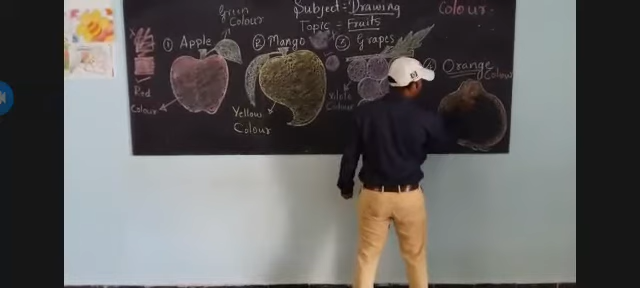 Subject:- Drawing
Topic :- Fruits
Colour.
Green
Colour
① Apple
② Mango
③ Grapes
④ Orange
Colour
Red
Colour
Yellow
Colour
Colour